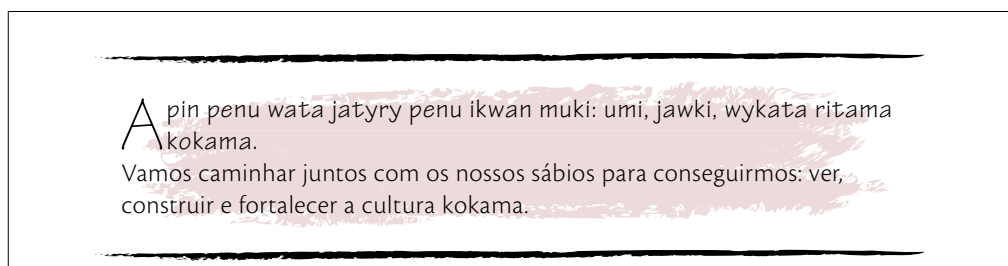 Apin penu wata jatyry penu ikwan muki: umi, jawki, wykata ritama
kokama.
Vamos caminhar juntos com os nossos sábios para conseguirmos: ver,
construir e fortalecer a cultura kokama.